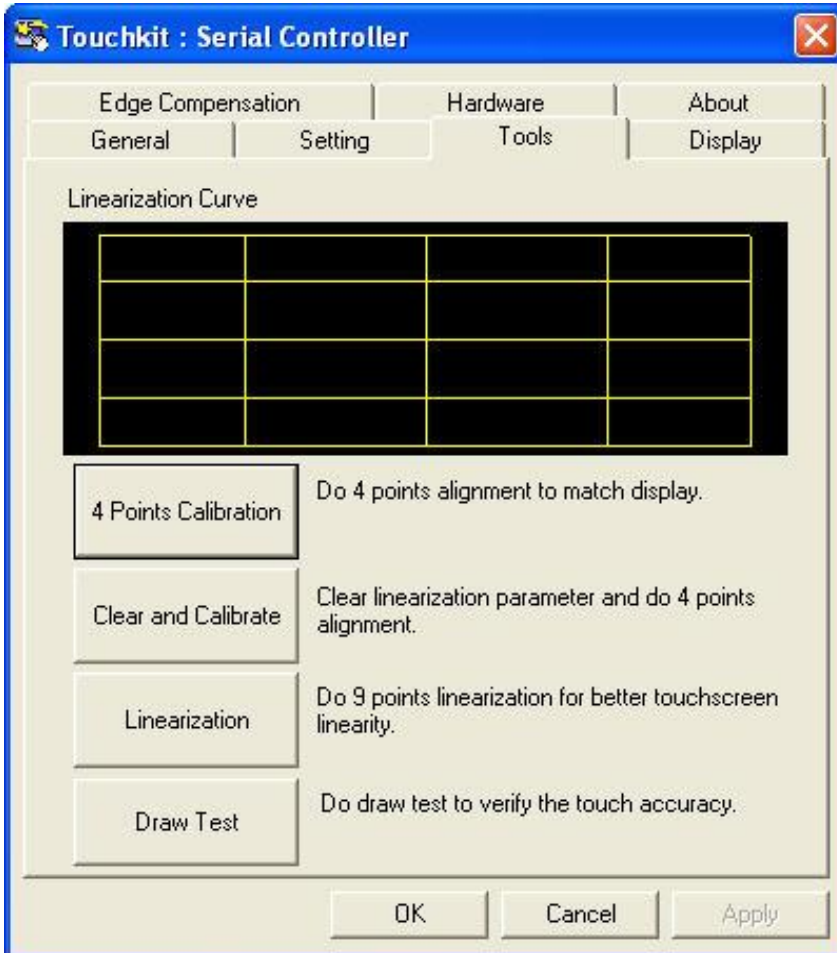 Touchkit : Serial Controller
Edge Compensation Hardware About
General Setting Tools Display
Linearization Curve
4 Points Calibration
Do 4 points alignment to match display.
Clear and Calibrate
Clear linearization parameter and do 4 points
alignment.
Linearization
Do 9 points linearization for better touchscreen
linearity.
Draw Test
Do draw test to verify the touch accuracy.
OK Cancel Apply